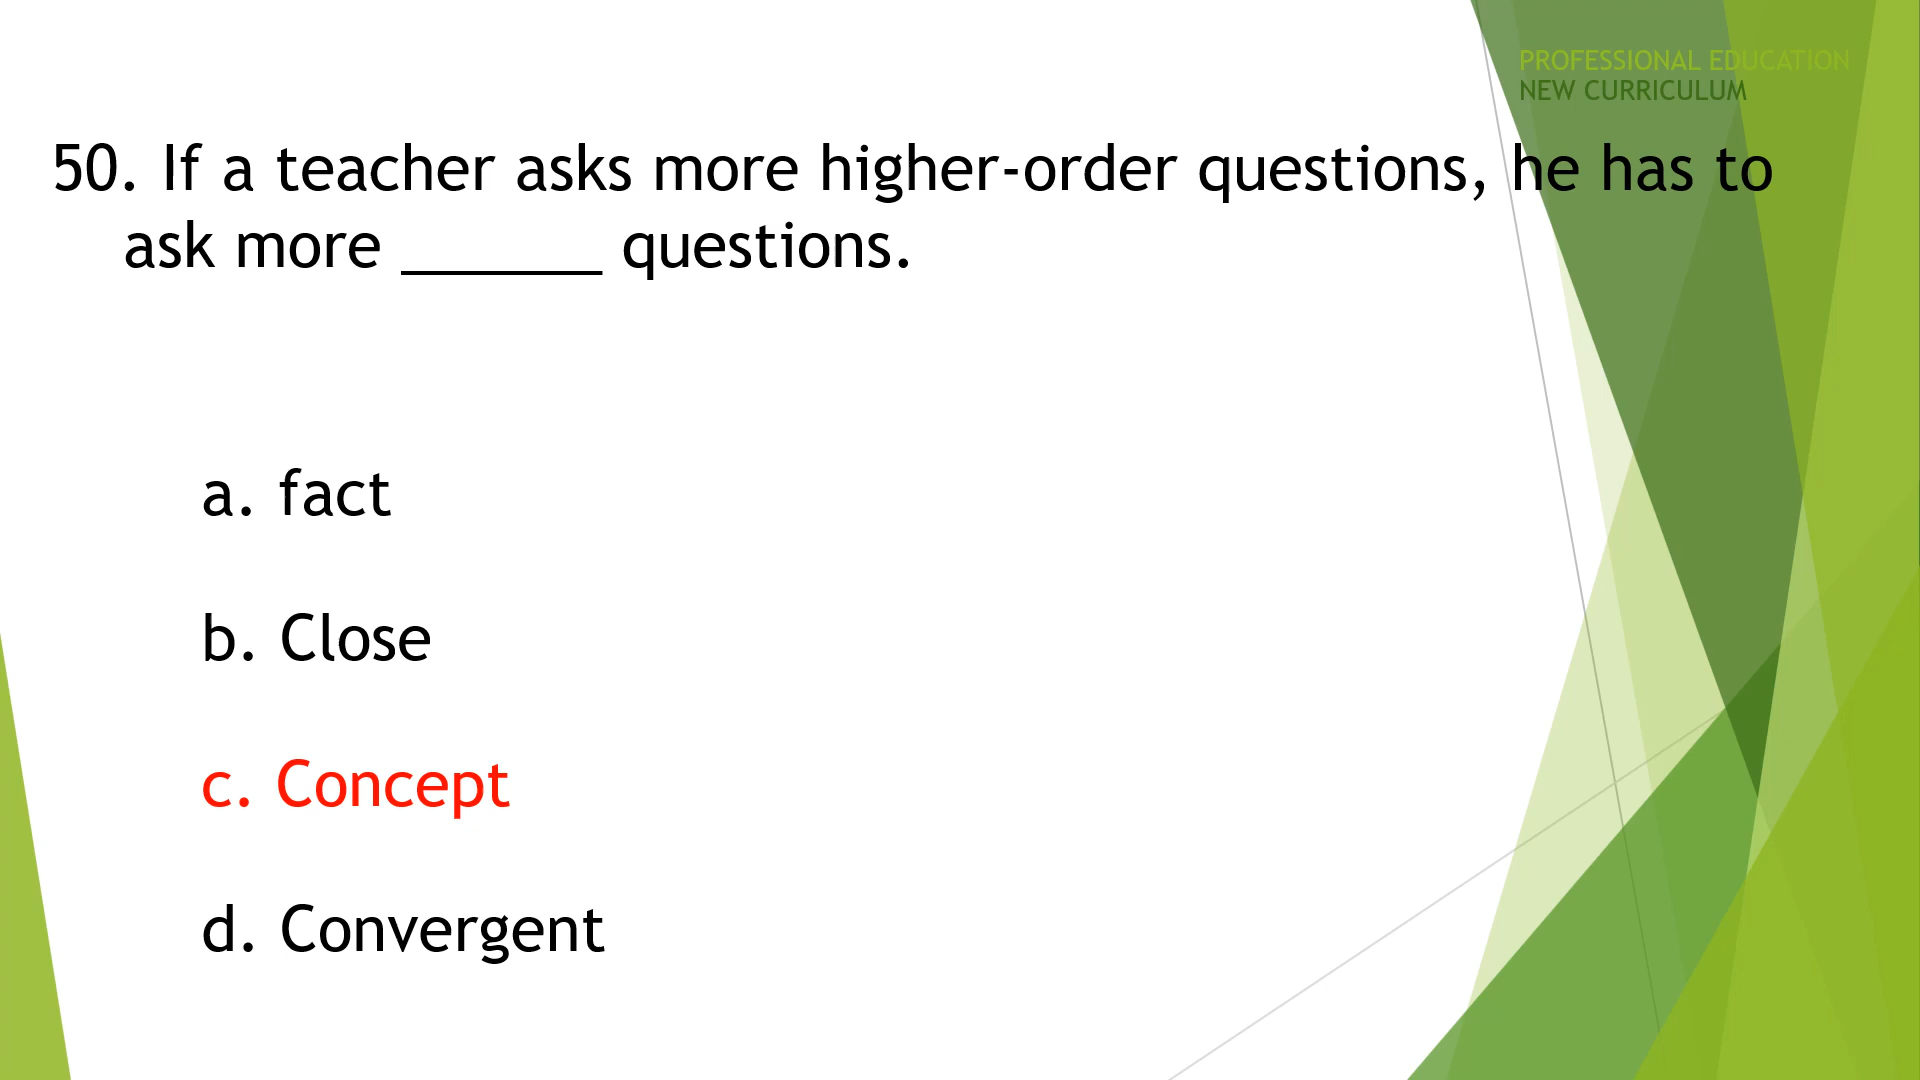 PROFESSIONAL EDUCATION
NEW CURRICULUM
50. If a teacher asks more higher-order questions, he has to
ask more ______ questions.
a. fact
b. Close
c. Concept
d. Convergent